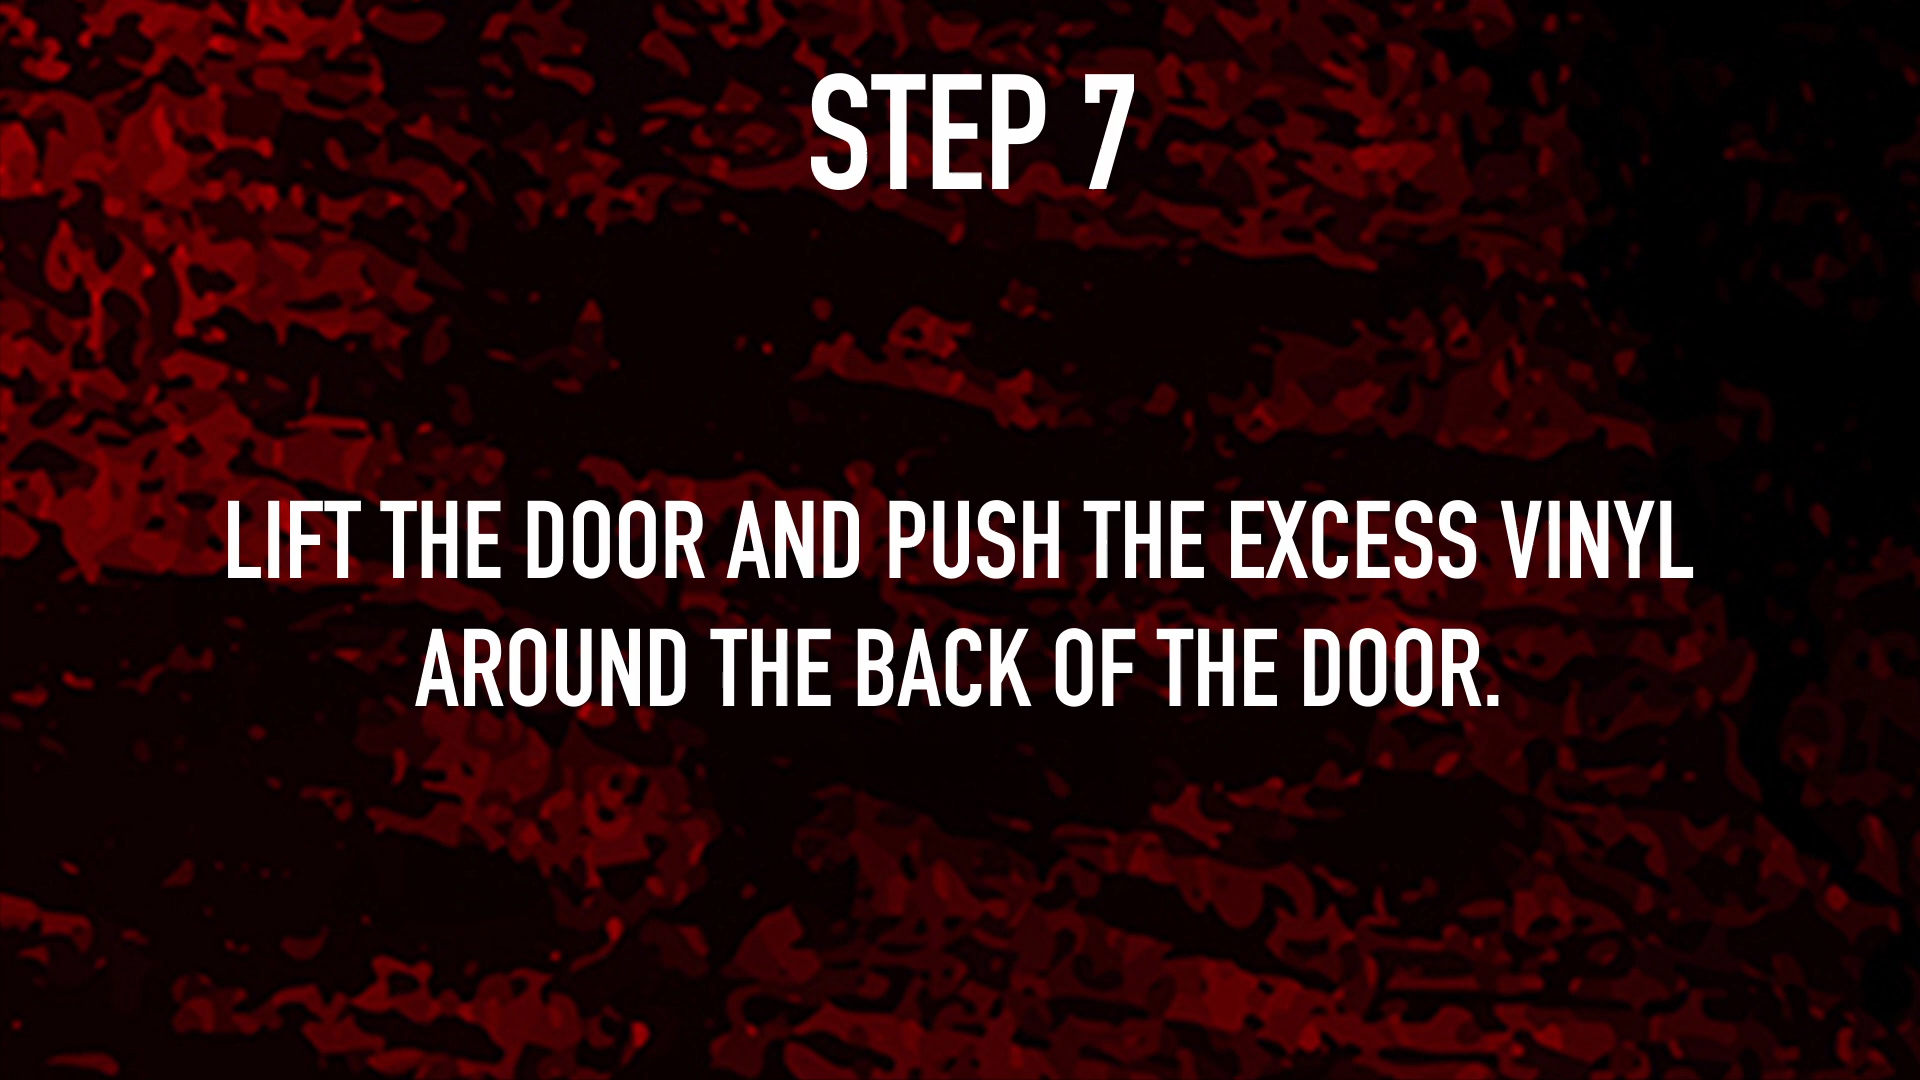 STEP 7
LIFT THE DOOR AND PUSH THE EXCESS VINYL
AROUND THE BACK OF THE DOOR.